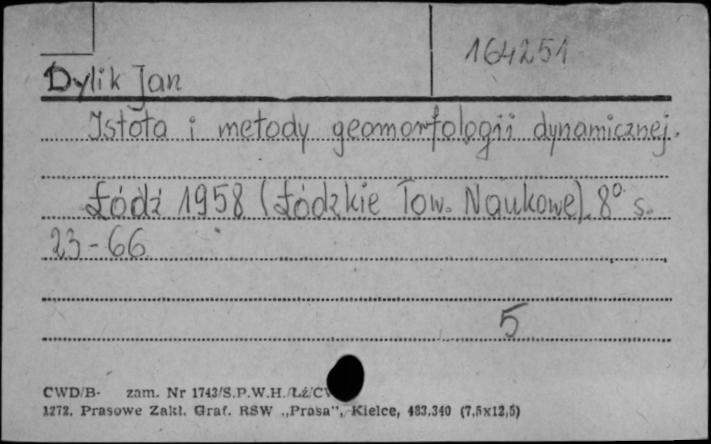 164251
Dylik Jan
Istota i metody geomorfologii dynamicznej.
Łódź 1958 (Łódzkie Tow. Naukowe). 8° s.
23-66
5
CWD/B- zam. Nr 1743/S.P.W.H./Łź/
1272. Prasowe Zakł. Graf. RSW „Prasa", Kielce, 483.340 (7,5x12,5)